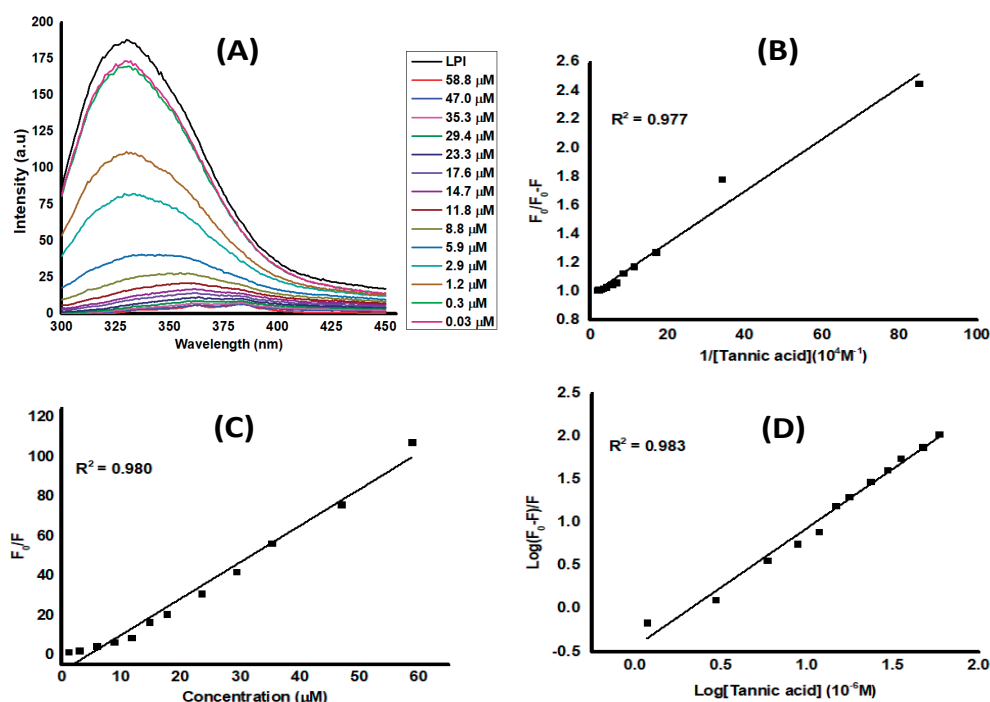 (A)
Intensity (a.u)
200
175
150
125
100
75
50
25
0
300
325
350
375
400
425
450
Wavelength (nm)
LPI
58.8 μM
47.0 μM
35.3 μM
29.4 μM
23.3 μM
17.6 μM
14.7 μM
11.8 μM
8.8 μM
5.9 μM
2.9 μM
1.2 μM
0.3 μM
0.03 μM
(B)
R² = 0.977
F₀/F₀-F
2.6
2.4
2.2
2.0
1.8
1.6
1.4
1.2
1.0
0.8
0
20
40
60
80
100
1/[Tannic acid](10⁴M⁻¹)
(C)
R² = 0.980
F₀/F
120
100
80
60
40
20
0
0
10
20
30
40
50
60
Concentration (μM)
(D)
R² = 0.983
Log(F₀-F)/F
2.0
1.5
1.0
0.5
0.0
-0.5
0.0
0.5
1.0
1.5
2.0
Log[Tannic acid] (10⁻⁶M)